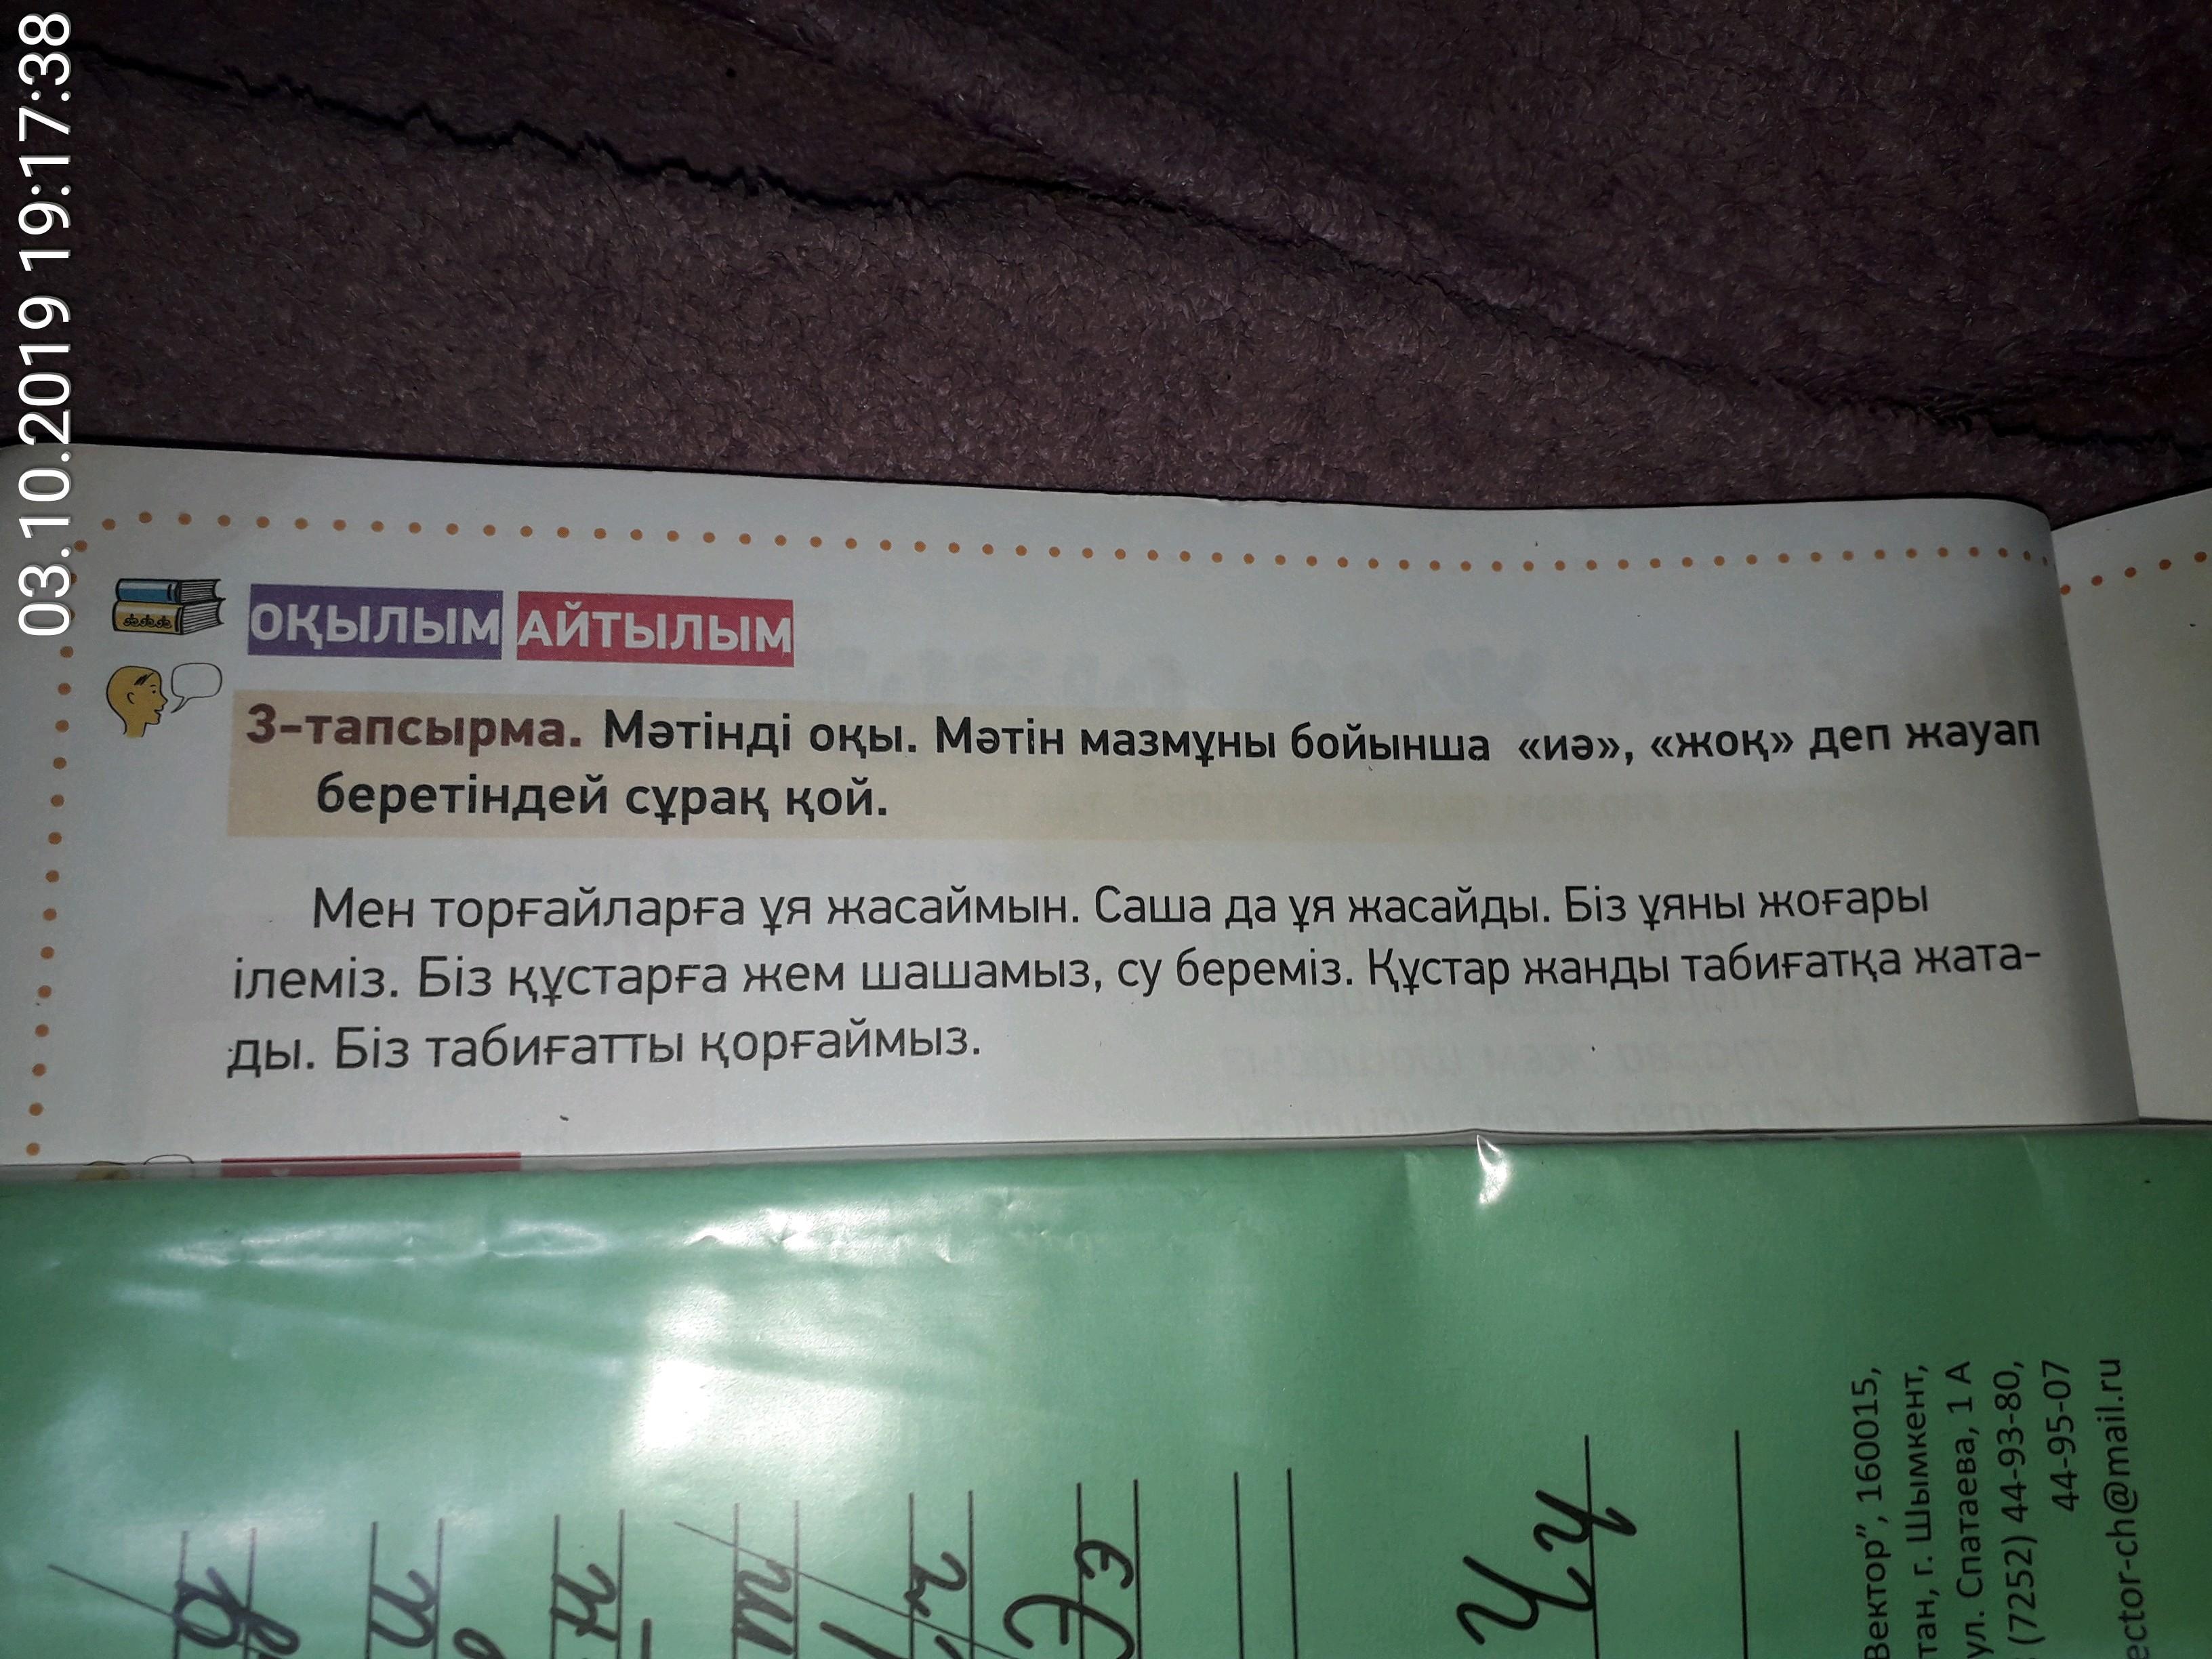 03.10.2019 19:17:38
ОҚЫЛЫМ АЙТЫЛЫМ
3-тапсырма. Мәтінді оқы. Мәтін мазмұны бойынша «иә», «жоқ» деп жауап
беретіндей сұрақ қой.
Мен торғайларға ұя жасаймын. Саша да ұя жасайды. Біз ұяны жоғары
ілеміз. Біз құстарға жем шашамыз, су береміз. Құстар жанды табиғатқа жата-
ды. Біз табиғатты қорғаймыз.
Ээ
Чч
Вектор”, 160015,
тан, г. Шымкент,
ул. Спатаева, 1 А
(7252) 44-93-80,
44-95-07
ector-ch@mail.ru